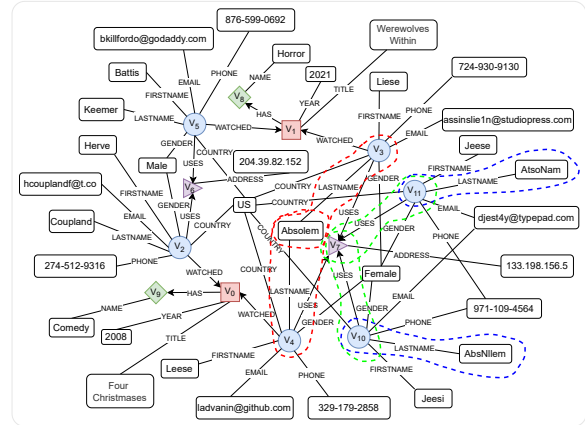 876-599-0692
bkillfordo@godaddy.com
Werewolves
Within
Horror
Battis
EMAIL
PHONE
NAME
2021
TITLE
Liese
724-930-9130
FIRSTNAME
V8
YEAR
PHONE
Keemer
LASTNAME
V5
HAS
V1
FIRSTNAME
EMAIL
assinslie1n@studiopress.com
WATCHED
WATCHED
Herve
GENDER
COUNTRY
V3
Jeese
Male
USES
204.39.82.152
GENDER
FIRSTNAME
AtsoNam
hcouplandf@t.co
V6
ADDRESS
COUNTRY
LASTNAME
LASTNAME
FIRSTNAME
US
V11
EMAIL
USES
COUNTRY
USES
EMAIL
djest4y@typepad.com
Coupland
LASTNAME
COUNTRY
Absolem
USES
GENDER
PHONE
274-512-9316
PHONE
V2
COUNTRY
V7
ADDRESS
133.198.156.5
WATCHED
COUNTRY
USES
Female
NAME
V9
HAS
V0
LASTNAME
USES
EMAIL
971-109-4564
Comedy
YEAR
WATCHED
GENDER
GENDER
PHONE
2008
TITLE
V4
V10
LASTNAME
AbsNllem
Leese
FIRSTNAME
FIRSTNAME
Four
Christmases
EMAIL
PHONE
Jeesi
ladvanin@github.com
329-179-2858